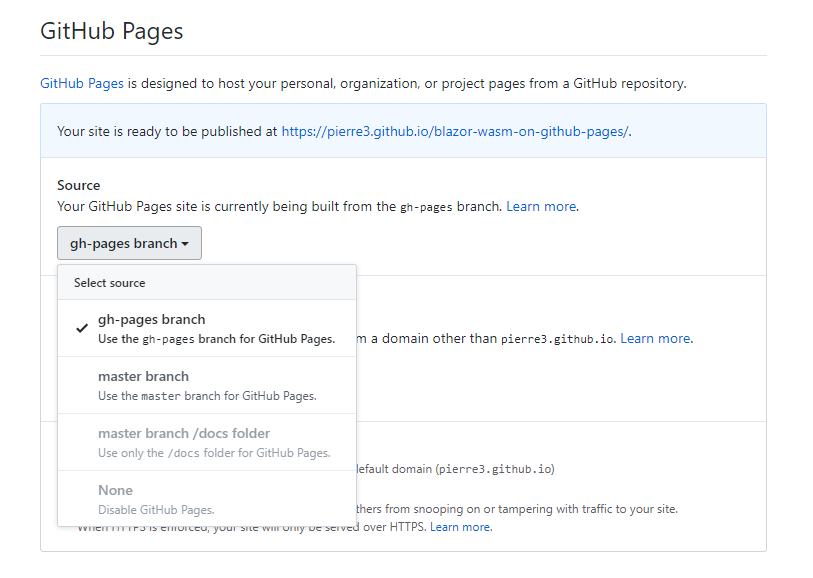 GitHub Pages
GitHub Pages is designed to host your personal, organization, or project pages from a GitHub repository.
Your site is ready to be published at https://pierre3.github.io/blazor-wasm-on-github-pages/.
Source
Your GitHub Pages site is currently being built from the gh-pages branch. Learn more.
gh-pages branch
Select source
gh-pages branch
Use the gh-pages branch for GitHub Pages.
a domain other than pierre3.github.io. Learn more.
master branch
Use the master branch for GitHub Pages.
master branch /docs folder
Use only the /docs folder for GitHub Pages.
domain (pierre3.github.io)
None
Disable GitHub Pages.
from snooping on or tampering with traffic to your site.
When HTTPS is enforced, your site will only be served over HTTPS. Learn more.